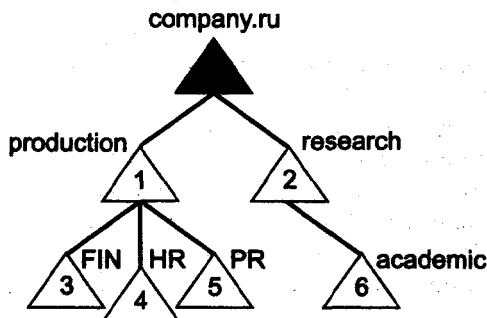 company.ru
production research
1 2
FIN HR PR academic
3 4 5 6